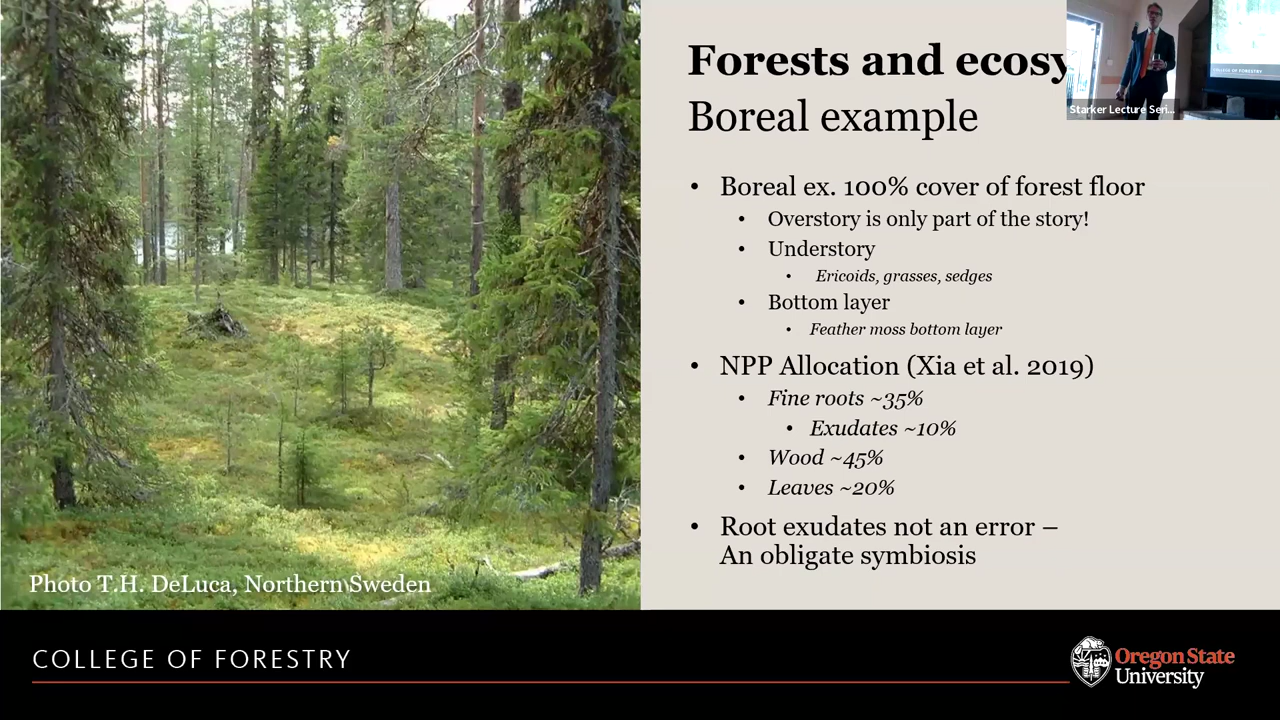 Forests and ecosy
Boreal example
Starker Lecture Seri...
COLLEGE OF FORESTRY
• Boreal ex. 100% cover of forest floor
• Overstory is only part of the story!
• Understory
• Ericoids, grasses, sedges
• Bottom layer
• Feather moss bottom layer
• NPP Allocation (Xia et al. 2019)
• Fine roots ~35%
• Exudates ~10%
• Wood ~45%
• Leaves ~20%
• Root exudates not an error –
An obligate symbiosis
Photo T.H. DeLuca, Northern Sweden
COLLEGE OF FORESTRY
Oregon State
University